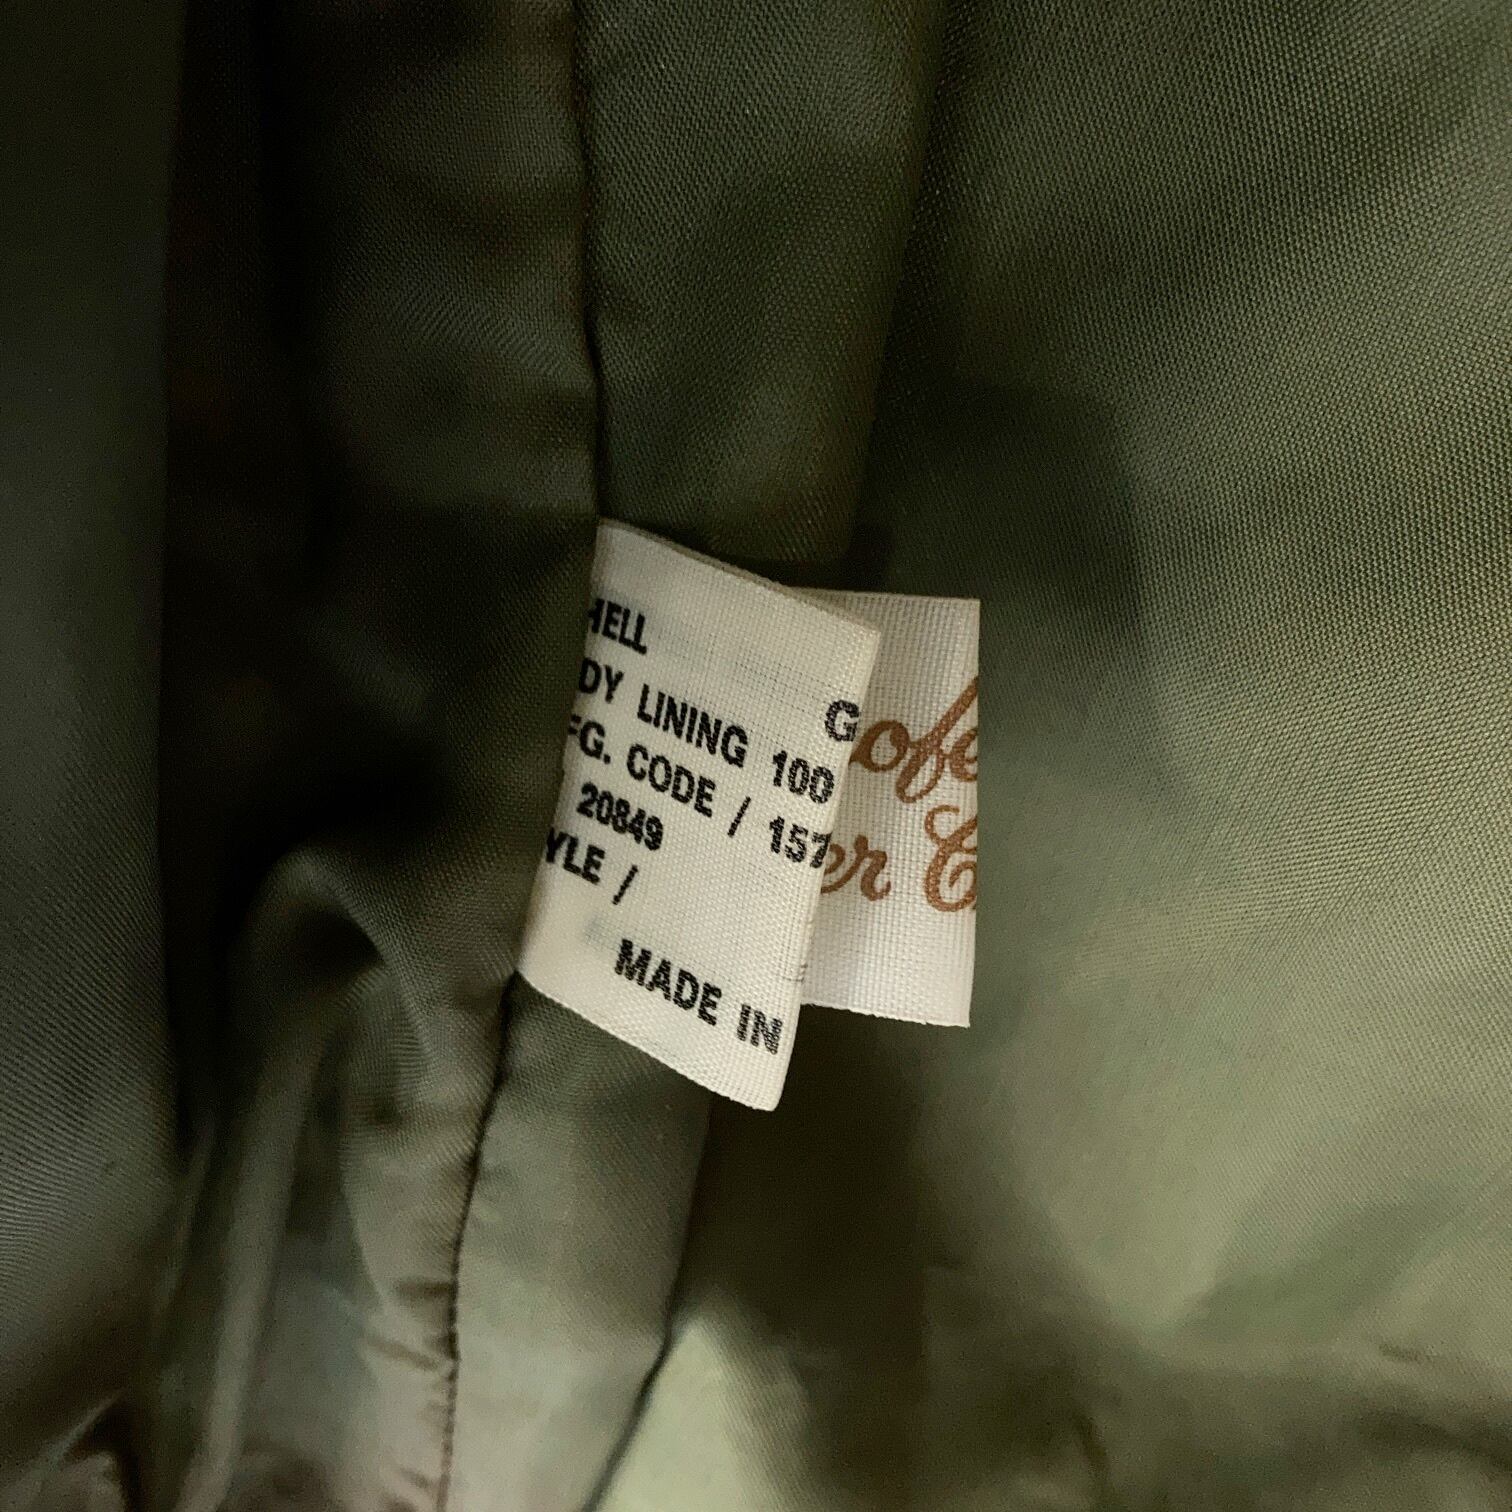 HELL
G
DY LINING 100
FG. CODE / 157
20849
YLE /
MADE IN
ofe
er C